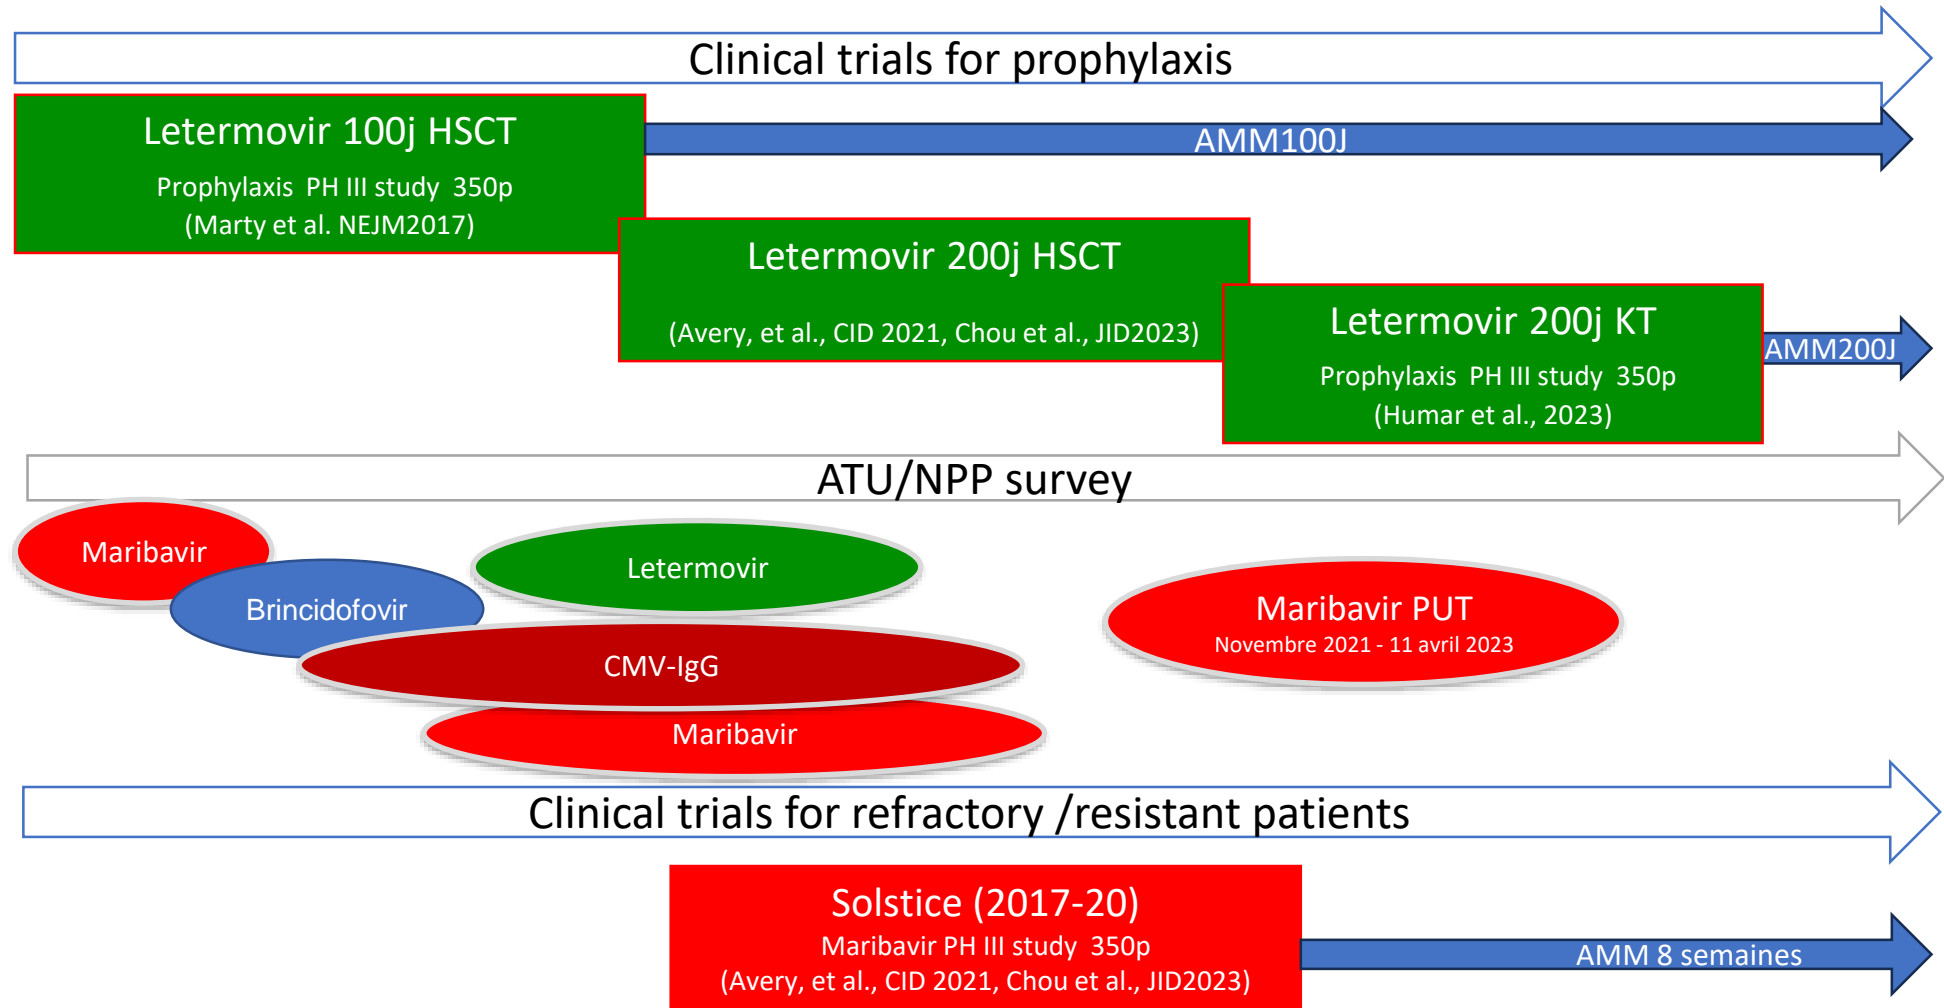 Clinical trials for prophylaxis
Letermovir 100j HSCT
Prophylaxis PH III study 350p
(Marty et al. NEJM2017)
AMM100J
Letermovir 200j HSCT
(Avery, et al., CID 2021, Chou et al., JID2023)
Letermovir 200j KT
Prophylaxis PH III study 350p
(Humar et al., 2023)
AMM200J
ATU/NPP survey
Maribavir
Brincidofovir
Letermovir
CMV-IgG
Maribavir
Maribavir PUT
Novembre 2021 - 11 avril 2023
Clinical trials for refractory /resistant patients
Solstice (2017-20)
Maribavir PH III study 350p
(Avery, et al., CID 2021, Chou et al., JID2023)
AMM 8 semaines